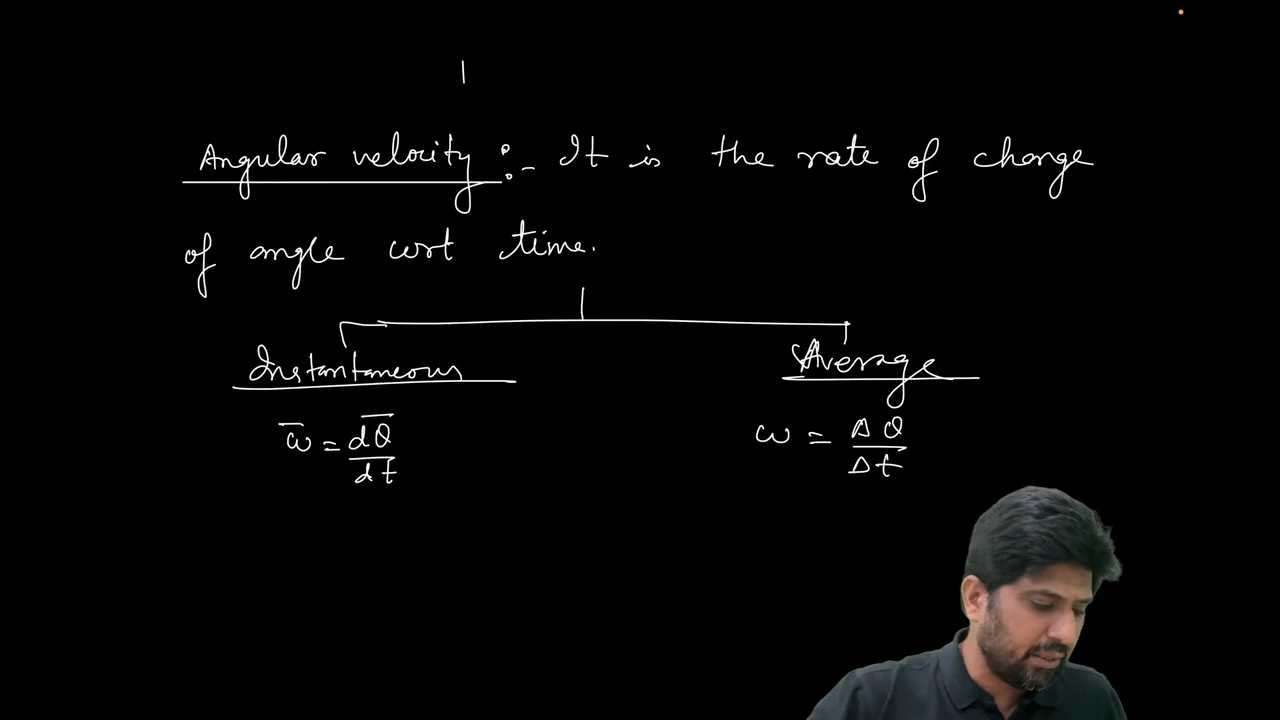 Angular velocity :- It is the rate of change
of angle wrt time.
Instantaneous Average
ω̅ = dθ̅/dt ω = Δθ/Δt